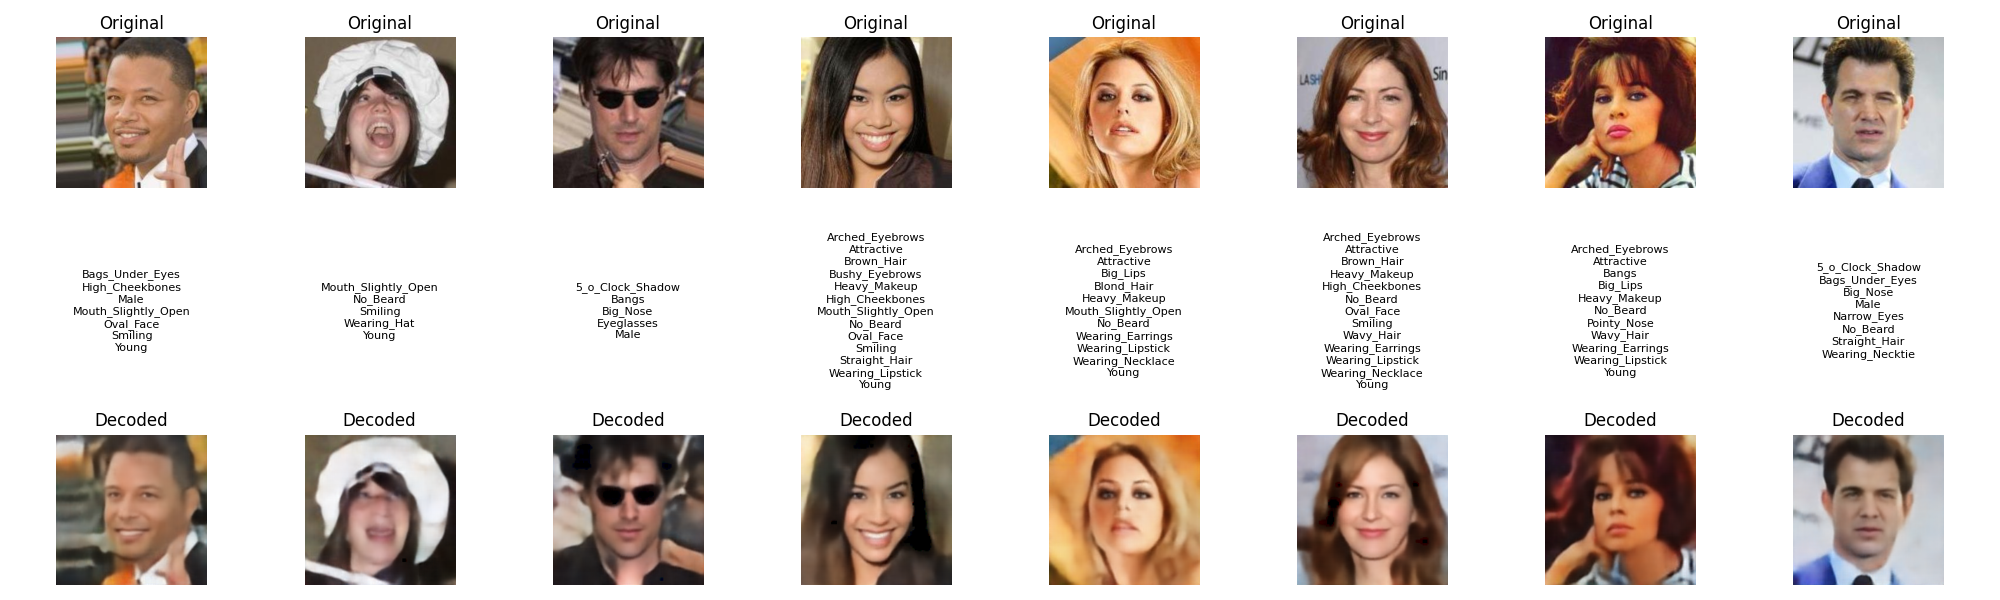 Original
Original
Original
Original
Original
Original
Original
Original
LASH
Sin
Bags_Under_Eyes
High_Cheekbones
Male
Mouth_Slightly_Open
Oval_Face
Smiling
Young
Mouth_Slightly_Open
No_Beard
Smiling
Wearing_Hat
Young
5_o_Clock_Shadow
Bangs
Big_Nose
Eyeglasses
Male
Arched_Eyebrows
Attractive
Brown_Hair
Bushy_Eyebrows
Heavy_Makeup
High_Cheekbones
Mouth_Slightly_Open
No_Beard
Oval_Face
Smiling
Straight_Hair
Wearing_Lipstick
Young
Arched_Eyebrows
Attractive
Big_Lips
Blond_Hair
Heavy_Makeup
Mouth_Slightly_Open
No_Beard
Wearing_Earrings
Wearing_Lipstick
Wearing_Necklace
Young
Arched_Eyebrows
Attractive
Brown_Hair
Heavy_Makeup
High_Cheekbones
No_Beard
Oval_Face
Smiling
Wavy_Hair
Wearing_Earrings
Wearing_Lipstick
Wearing_Necklace
Young
Arched_Eyebrows
Attractive
Bangs
Big_Lips
Heavy_Makeup
No_Beard
Pointy_Nose
Wavy_Hair
Wearing_Earrings
Wearing_Lipstick
Young
5_o_Clock_Shadow
Bags_Under_Eyes
Big_Nose
Male
Narrow_Eyes
No_Beard
Straight_Hair
Wearing_Necktie
Decoded
Decoded
Decoded
Decoded
Decoded
Decoded
Decoded
Decoded